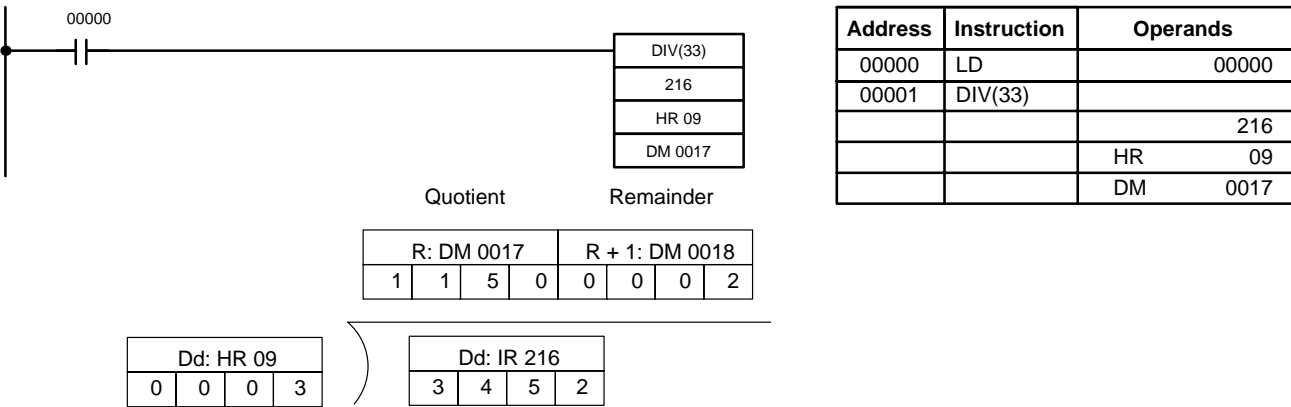 00000
DIV(33)
216
HR 09
DM 0017
Address Instruction Operands
00000 LD 00000
00001 DIV(33)
216
HR 09
DM 0017
Quotient Remainder
R: DM 0017 R + 1: DM 0018
1 1 5 0 0 0 0 2
Dd: HR 09 Dd: IR 216
0 0 0 3 3 4 5 2